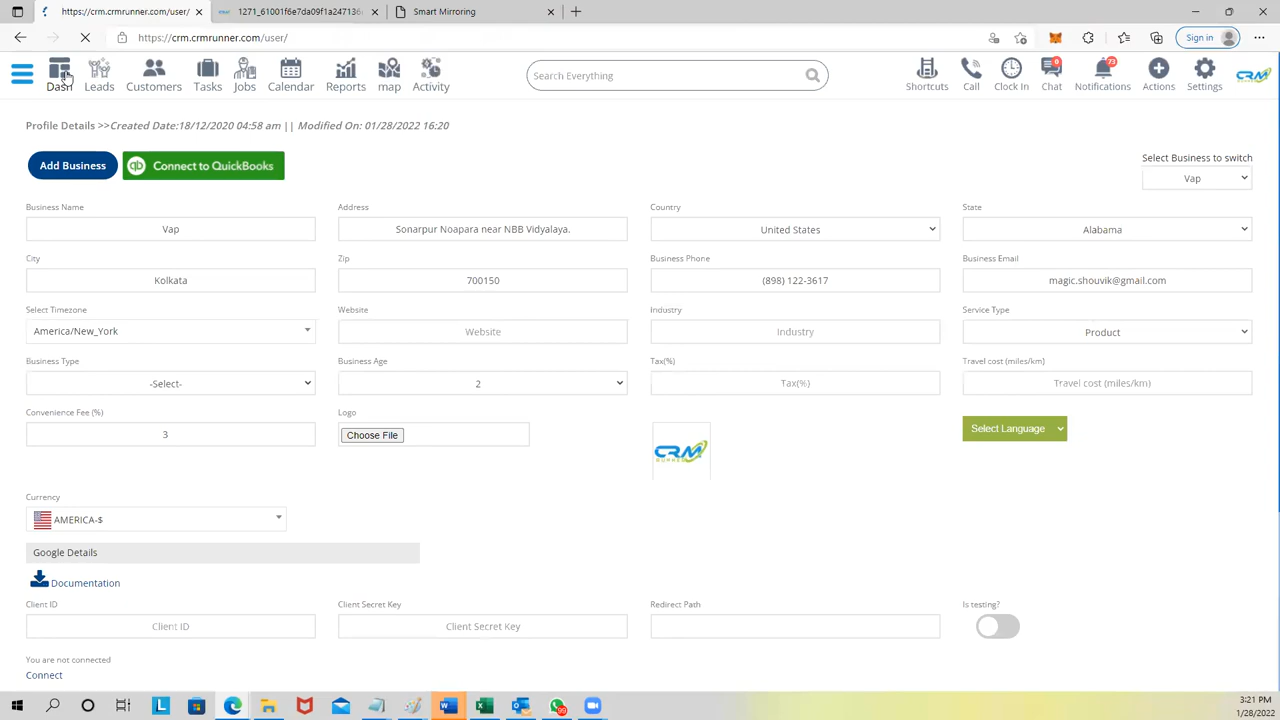 https://crm.crmrunner.com/user/
1271_61001f6e7da09f1a247136
Smart Mirroring
https://crm.crmrunner.com/user/
Sign in
Dash
Leads
Customers
Tasks
Jobs
Calendar
Reports
map
Activity
Search Everything
Shortcuts
Call
Clock In
0
Chat
73
Notifications
Actions
Settings
CRM
Profile Details >>Created Date:18/12/2020 04:58 am || Modified On: 01/28/2022 16:20
Add Business
qb Connect to QuickBooks
Select Business to switch
Vap
Business Name
Address
Country
State
Vap
Sonarpur Noapara near NBB Vidyalaya.
United States
Alabama
City
Zip
Business Phone
Business Email
Kolkata
700150
(898) 122-3617
magic.shouvik@gmail.com
Select Timezone
Website
Industry
Service Type
America/New_York
Website
Industry
Product
Business Type
Business Age
Tax(%)
Travel cost (miles/km)
-Select-
2
Tax(%)
Travel cost (miles/km)
Convenience Fee (%)
Logo
3
Choose File
CRM
Select Language
Currency
AMERICA-$
Google Details
Documentation
Client ID
Client Secret Key
Redirect Path
Is testing?
Client ID
Client Secret Key
You are not connected
Connect
3:21 PM
1/28/2022